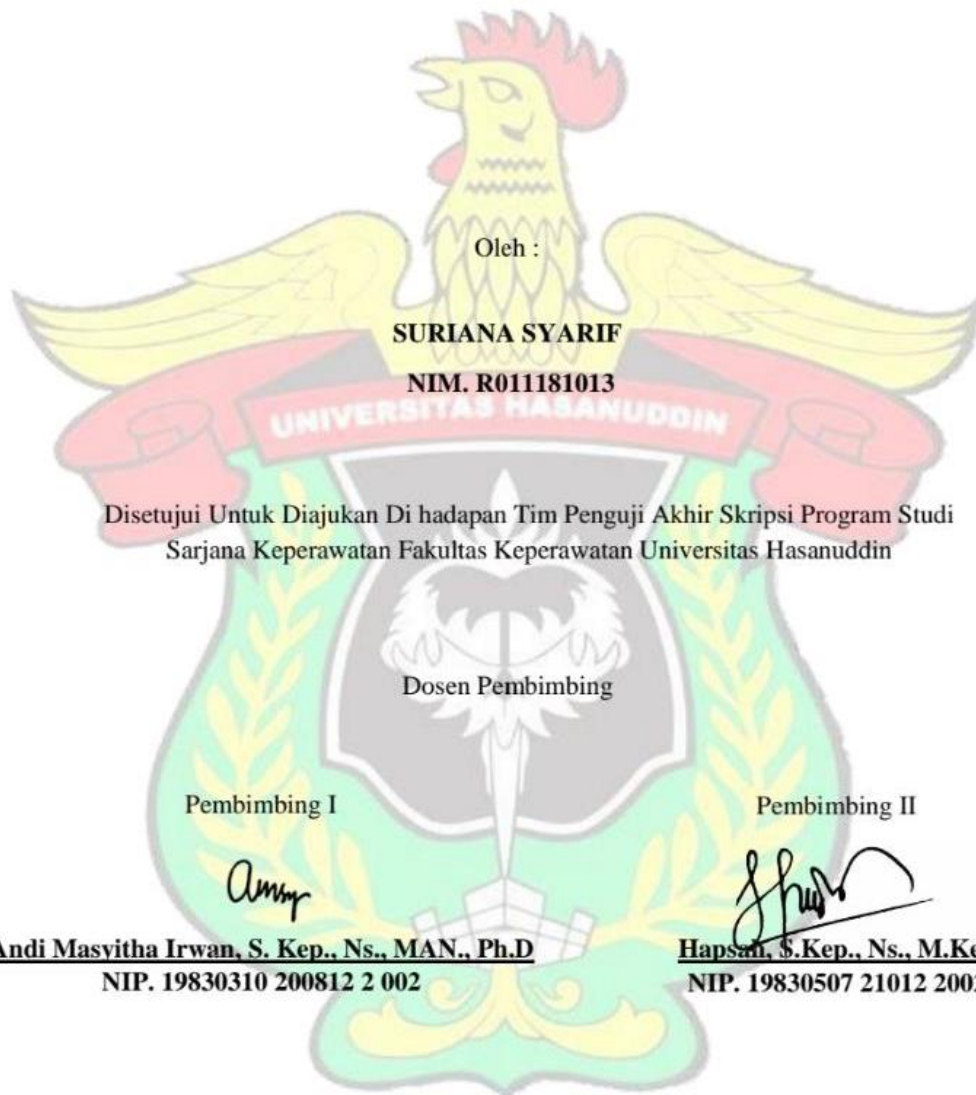 Oleh :
SURIANA SYARIF
NIM. R011181013
UNIVERSITAS HASANUDDIN
Disetujui Untuk Diajukan Di hadapan Tim Penguji Akhir Skripsi Program Studi
Sarjana Keperawatan Fakultas Keperawatan Universitas Hasanuddin
Dosen Pembimbing
Pembimbing I
Pembimbing II
Andi Masyitha Irwan, S. Kep., Ns., MAN., Ph.D
NIP. 19830310 200812 2 002
Hapsah, S.Kep., Ns., M.Ke
NIP. 19830507 21012 2002